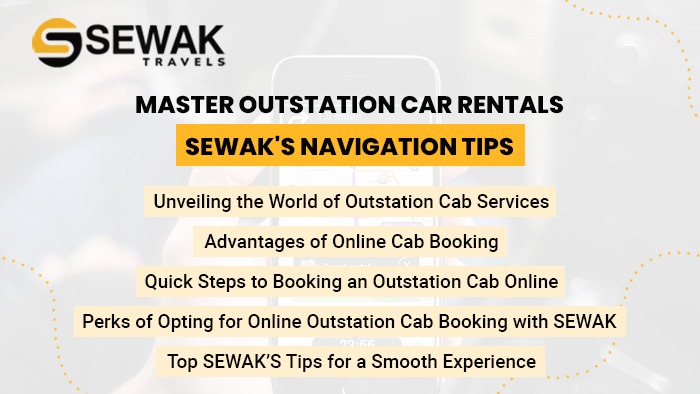 SEWAK
TRAVELS
MASTER OUTSTATION CAR RENTALS
SEWAK'S NAVIGATION TIPS
Unveiling the World of Outstation Cab Services
Advantages of Online Cab Booking
Quick Steps to Booking an Outstation Cab Online
Perks of Opting for Online Outstation Cab Booking with SEWAK
22:56
Top SEWAK’S Tips for a Smooth Experience